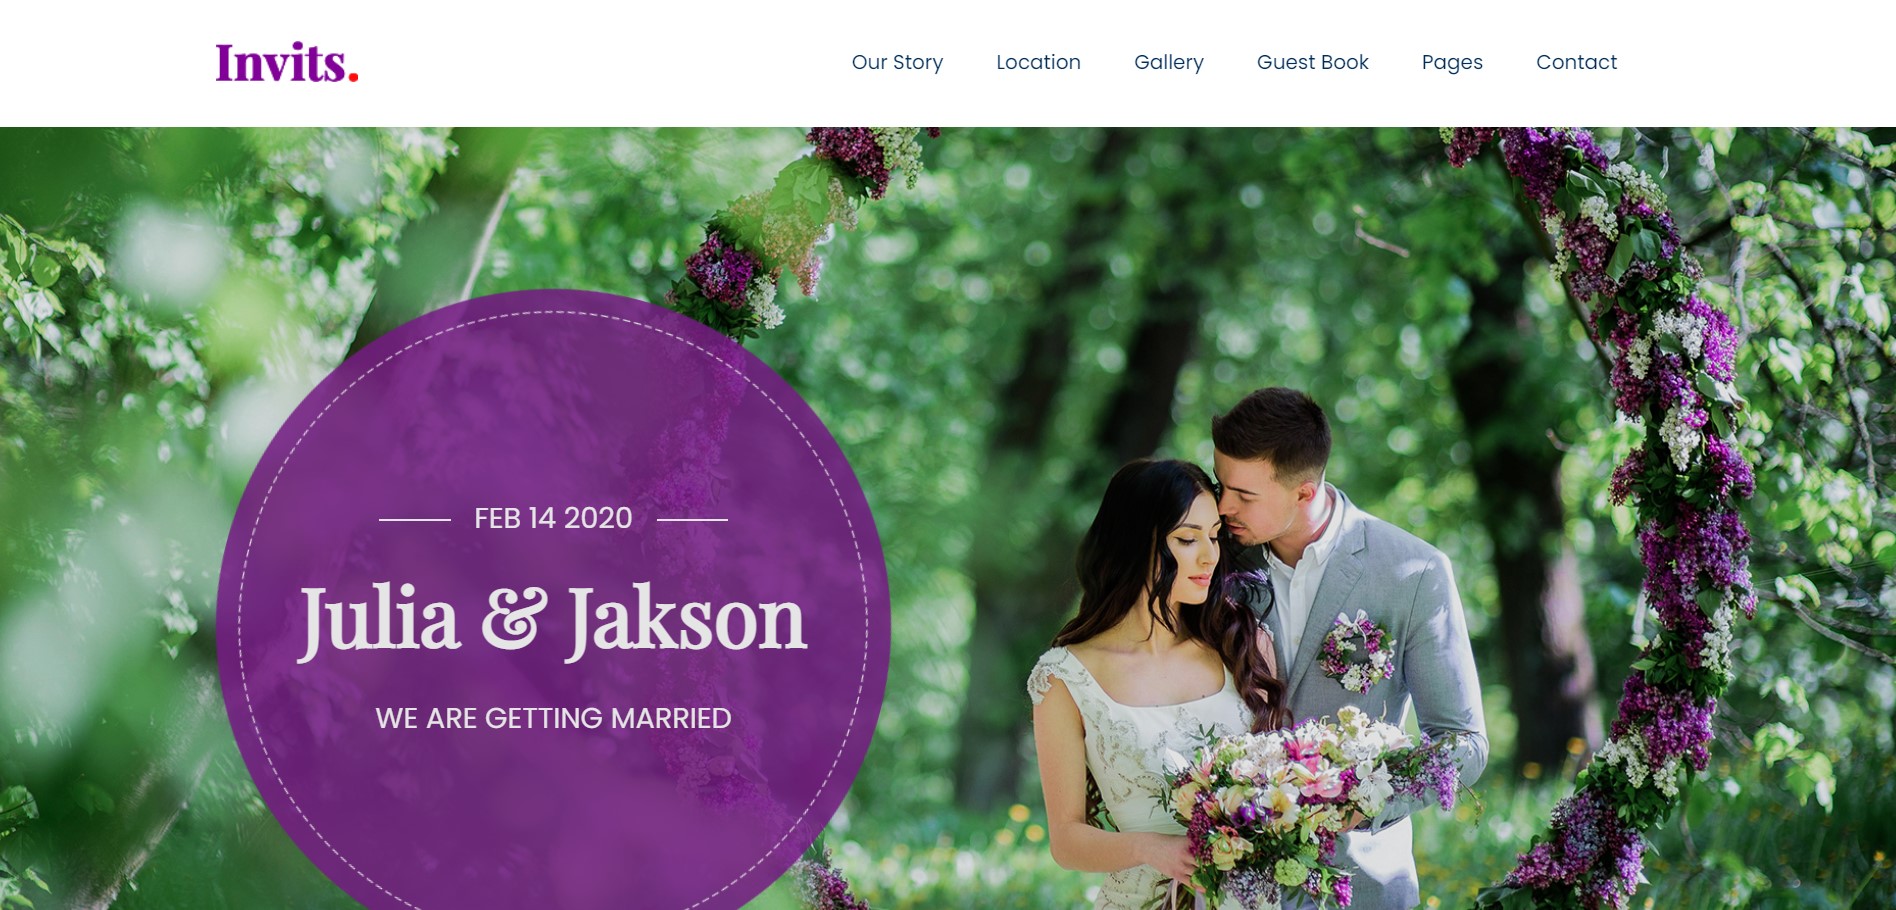 Invits.
Our Story Location Gallery Guest Book Pages Contact
FEB 14 2020
Julia & Jakson
WE ARE GETTING MARRIED